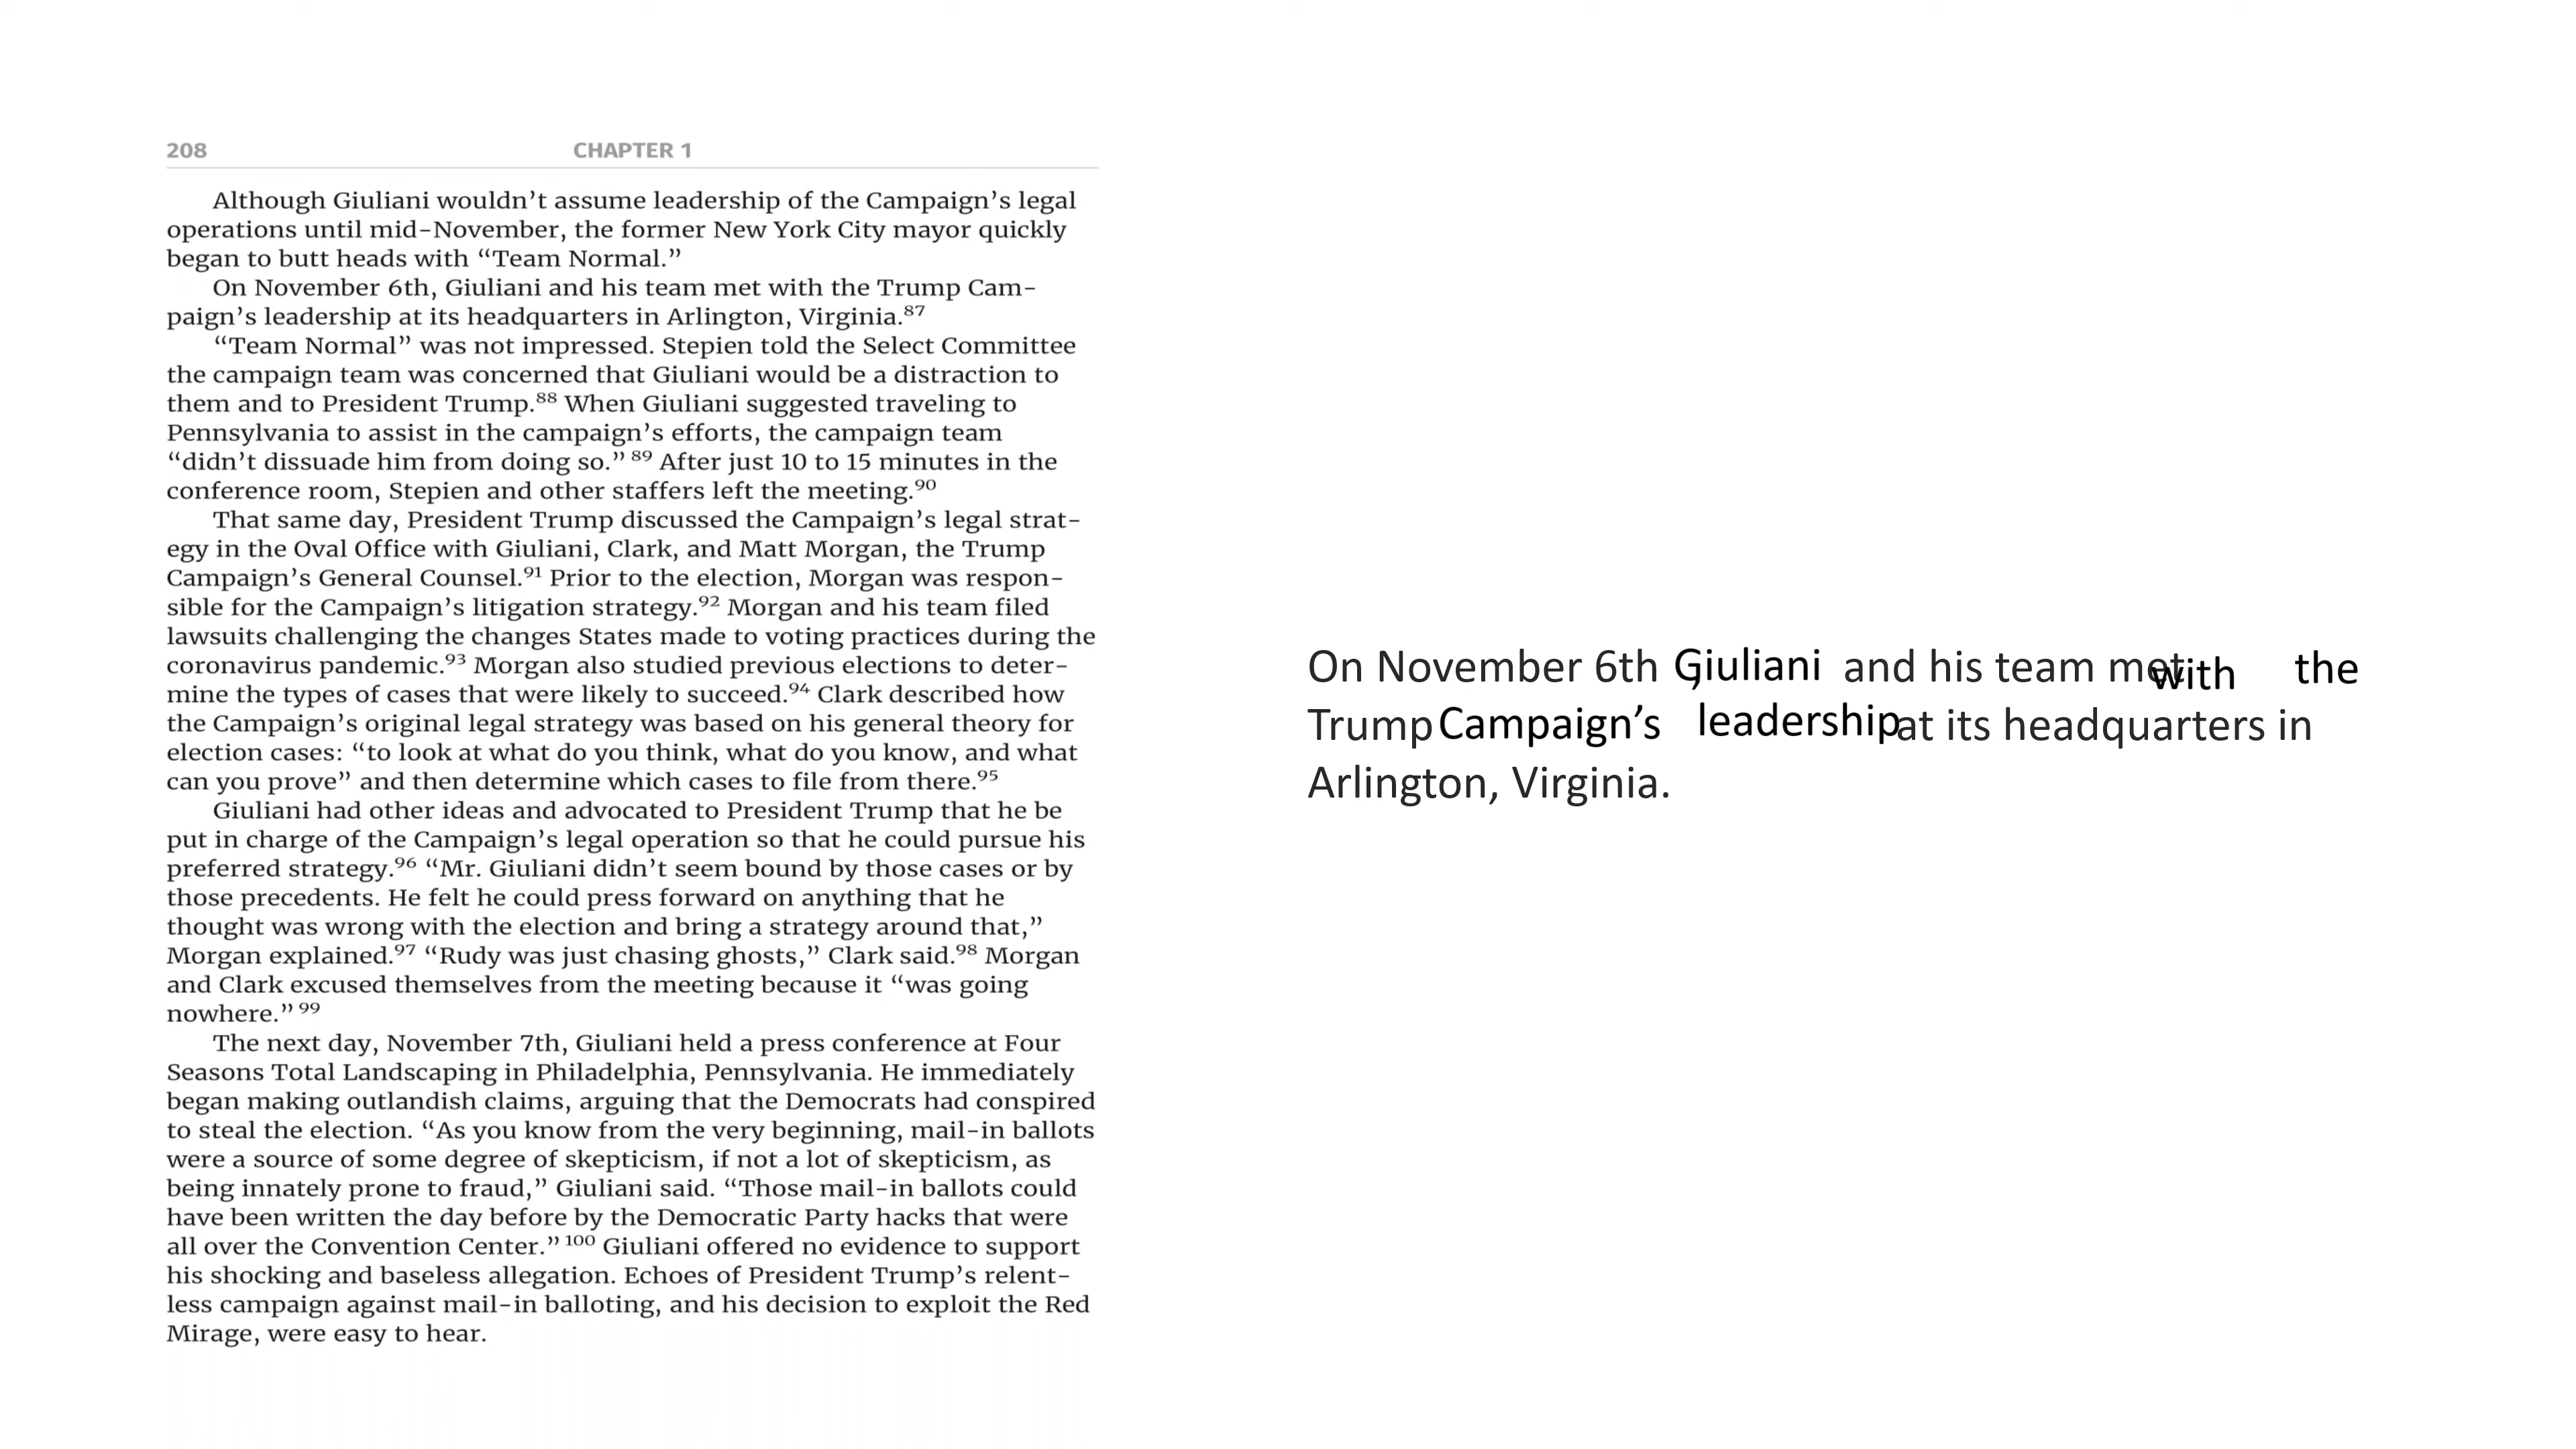 208 CHAPTER 1
Although Giuliani wouldn’t assume leadership of the Campaign’s legal
operations until mid-November, the former New York City mayor quickly
began to butt heads with “Team Normal.”
On November 6th, Giuliani and his team met with the Trump Cam-
paign’s leadership at its headquarters in Arlington, Virginia.87
“Team Normal” was not impressed. Stepien told the Select Committee
the campaign team was concerned that Giuliani would be a distraction to
them and to President Trump.88 When Giuliani suggested traveling to
Pennsylvania to assist in the campaign’s efforts, the campaign team
“didn’t dissuade him from doing so.” 89 After just 10 to 15 minutes in the
conference room, Stepien and other staffers left the meeting.90
That same day, President Trump discussed the Campaign’s legal strat-
egy in the Oval Office with Giuliani, Clark, and Matt Morgan, the Trump
Campaign’s General Counsel.91 Prior to the election, Morgan was respon-
sible for the Campaign’s litigation strategy.92 Morgan and his team filed
lawsuits challenging the changes States made to voting practices during the
coronavirus pandemic.93 Morgan also studied previous elections to deter-
mine the types of cases that were likely to succeed.94 Clark described how
the Campaign’s original legal strategy was based on his general theory for
election cases: “to look at what do you think, what do you know, and what
can you prove” and then determine which cases to file from there.95
Giuliani had other ideas and advocated to President Trump that he be
put in charge of the Campaign’s legal operation so that he could pursue his
preferred strategy.96 “Mr. Giuliani didn’t seem bound by those cases or by
those precedents. He felt he could press forward on anything that he
thought was wrong with the election and bring a strategy around that,”
Morgan explained.97 “Rudy was just chasing ghosts,” Clark said.98 Morgan
and Clark excused themselves from the meeting because it “was going
nowhere.” 99
The next day, November 7th, Giuliani held a press conference at Four
Seasons Total Landscaping in Philadelphia, Pennsylvania. He immediately
began making outlandish claims, arguing that the Democrats had conspired
to steal the election. “As you know from the very beginning, mail-in ballots
were a source of some degree of skepticism, if not a lot of skepticism, as
being innately prone to fraud,” Giuliani said. “Those mail-in ballots could
have been written the day before by the Democratic Party hacks that were
all over the Convention Center.” 100 Giuliani offered no evidence to support
his shocking and baseless allegation. Echoes of President Trump’s relent-
less campaign against mail-in balloting, and his decision to exploit the Red
Mirage, were easy to hear.
On November 6th, Giuliani and his team met with the
Trump Campaign’s leadership at its headquarters in
Arlington, Virginia.